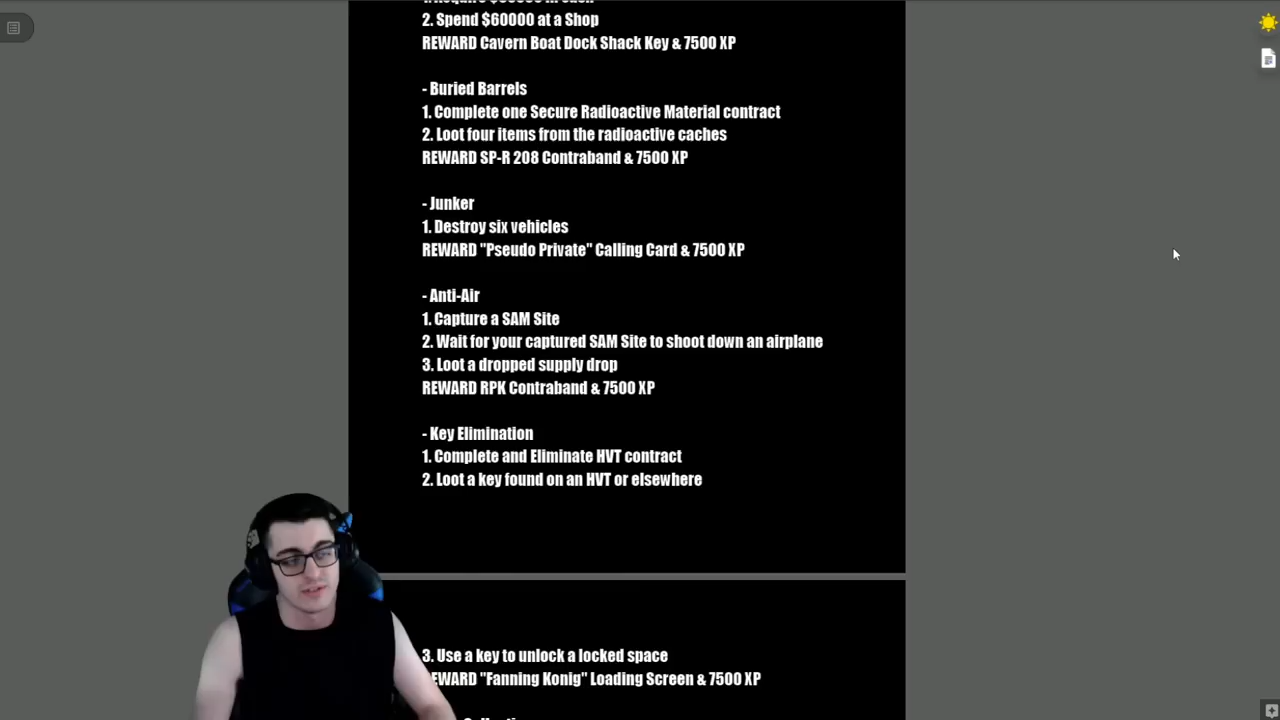 2. Spend $60000 at a Shop
REWARD Cavern Boat Dock Shack Key & 7500 XP
- Buried Barrels
1. Complete one Secure Radioactive Material contract
2. Loot four items from the radioactive caches
REWARD SP-R 208 Contraband & 7500 XP
- Junker
1. Destroy six vehicles
REWARD "Pseudo Private" Calling Card & 7500 XP
- Anti-Air
1. Capture a SAM Site
2. Wait for your captured SAM Site to shoot down an airplane
3. Loot a dropped supply drop
REWARD RPK Contraband & 7500 XP
- Key Elimination
1. Complete and Eliminate HVT contract
2. Loot a key found on an HVT or elsewhere
3. Use a key to unlock a locked space
EWARD "Fanning Konig" Loading Screen & 7500 XP